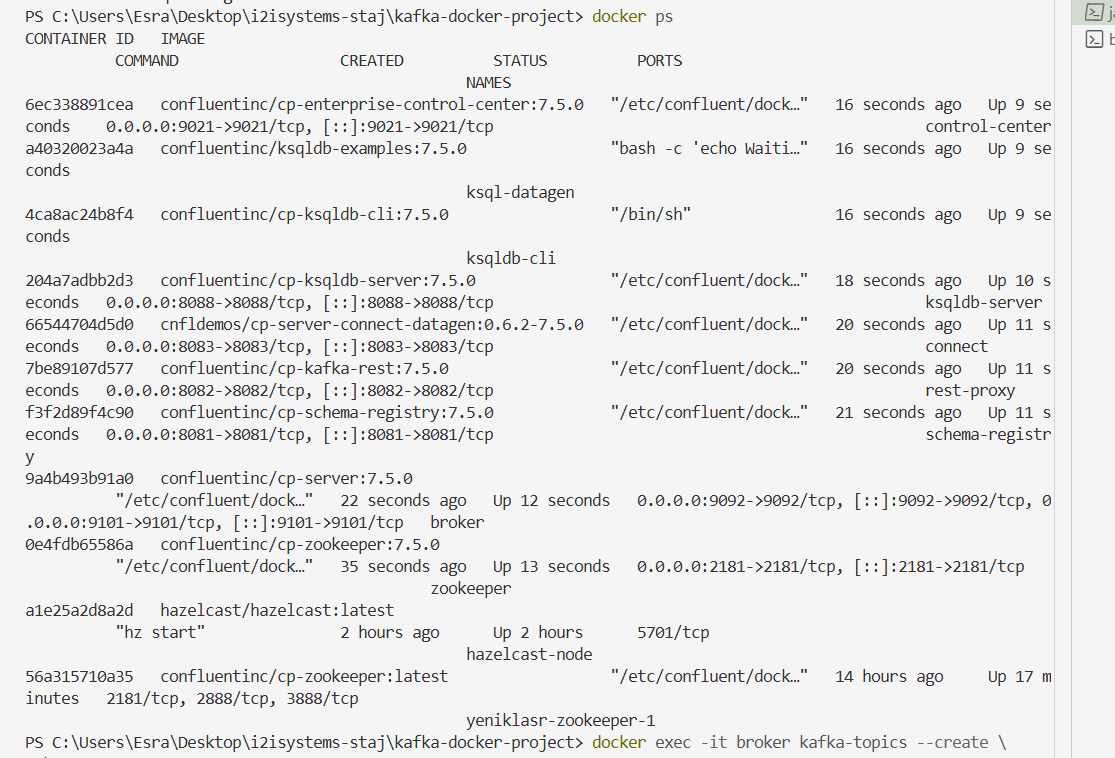 PS C:\Users\Esra\Desktop\i2isystems-staj\kafka-docker-project> docker ps
CONTAINER ID   IMAGE
          COMMAND                  CREATED          STATUS          PORTS
                                                 NAMES
6ec338891cea   confluentinc/cp-enterprise-control-center:7.5.0   "/etc/confluent/dock…"   16 seconds ago   Up 9 se
conds    0.0.0.0:9021->9021/tcp, [::]:9021->9021/tcp                                                control-center
a40320023a4a   confluentinc/ksqldb-examples:7.5.0                "bash -c 'echo Waiti…"   16 seconds ago   Up 9 se
conds
                                                 ksql-datagen
4ca8ac24b8f4   confluentinc/cp-ksqldb-cli:7.5.0                  "/bin/sh"                16 seconds ago   Up 9 se
conds
                                                 ksqldb-cli
204a7adbb2d3   confluentinc/cp-ksqldb-server:7.5.0               "/etc/confluent/dock…"   18 seconds ago   Up 10 s
econds   0.0.0.0:8088->8088/tcp, [::]:8088->8088/tcp                                                ksqldb-server
66544704d5d0   cnfldemos/cp-server-connect-datagen:0.6.2-7.5.0   "/etc/confluent/dock…"   20 seconds ago   Up 11 s
econds   0.0.0.0:8083->8083/tcp, [::]:8083->8083/tcp                                                connect
7be89107d577   confluentinc/cp-kafka-rest:7.5.0                  "/etc/confluent/dock…"   20 seconds ago   Up 11 s
econds   0.0.0.0:8082->8082/tcp, [::]:8082->8082/tcp                                                rest-proxy
f3f2d89f4c90   confluentinc/cp-schema-registry:7.5.0             "/etc/confluent/dock…"   21 seconds ago   Up 11 s
econds   0.0.0.0:8081->8081/tcp, [::]:8081->8081/tcp                                                schema-registr
y
9a4b493b91a0   confluentinc/cp-server:7.5.0
          "/etc/confluent/dock…"   22 seconds ago   Up 12 seconds   0.0.0.0:9092->9092/tcp, [::]:9092->9092/tcp, 0
.0.0.0:9101->9101/tcp, [::]:9101->9101/tcp   broker
0e4fdb65586a   confluentinc/cp-zookeeper:7.5.0
          "/etc/confluent/dock…"   35 seconds ago   Up 13 seconds   0.0.0.0:2181->2181/tcp, [::]:2181->2181/tcp
                                             zookeeper
a1e25a2d8a2d   hazelcast/hazelcast:latest
          "hz start"               2 hours ago      Up 2 hours      5701/tcp
                                                 hazelcast-node
56a315710a35   confluentinc/cp-zookeeper:latest                  "/etc/confluent/dock…"   14 hours ago     Up 17 m
inutes   2181/tcp, 2888/tcp, 3888/tcp
                                                 yeniklasr-zookeeper-1
PS C:\Users\Esra\Desktop\i2isystems-staj\kafka-docker-project> docker exec -it broker kafka-topics --create \